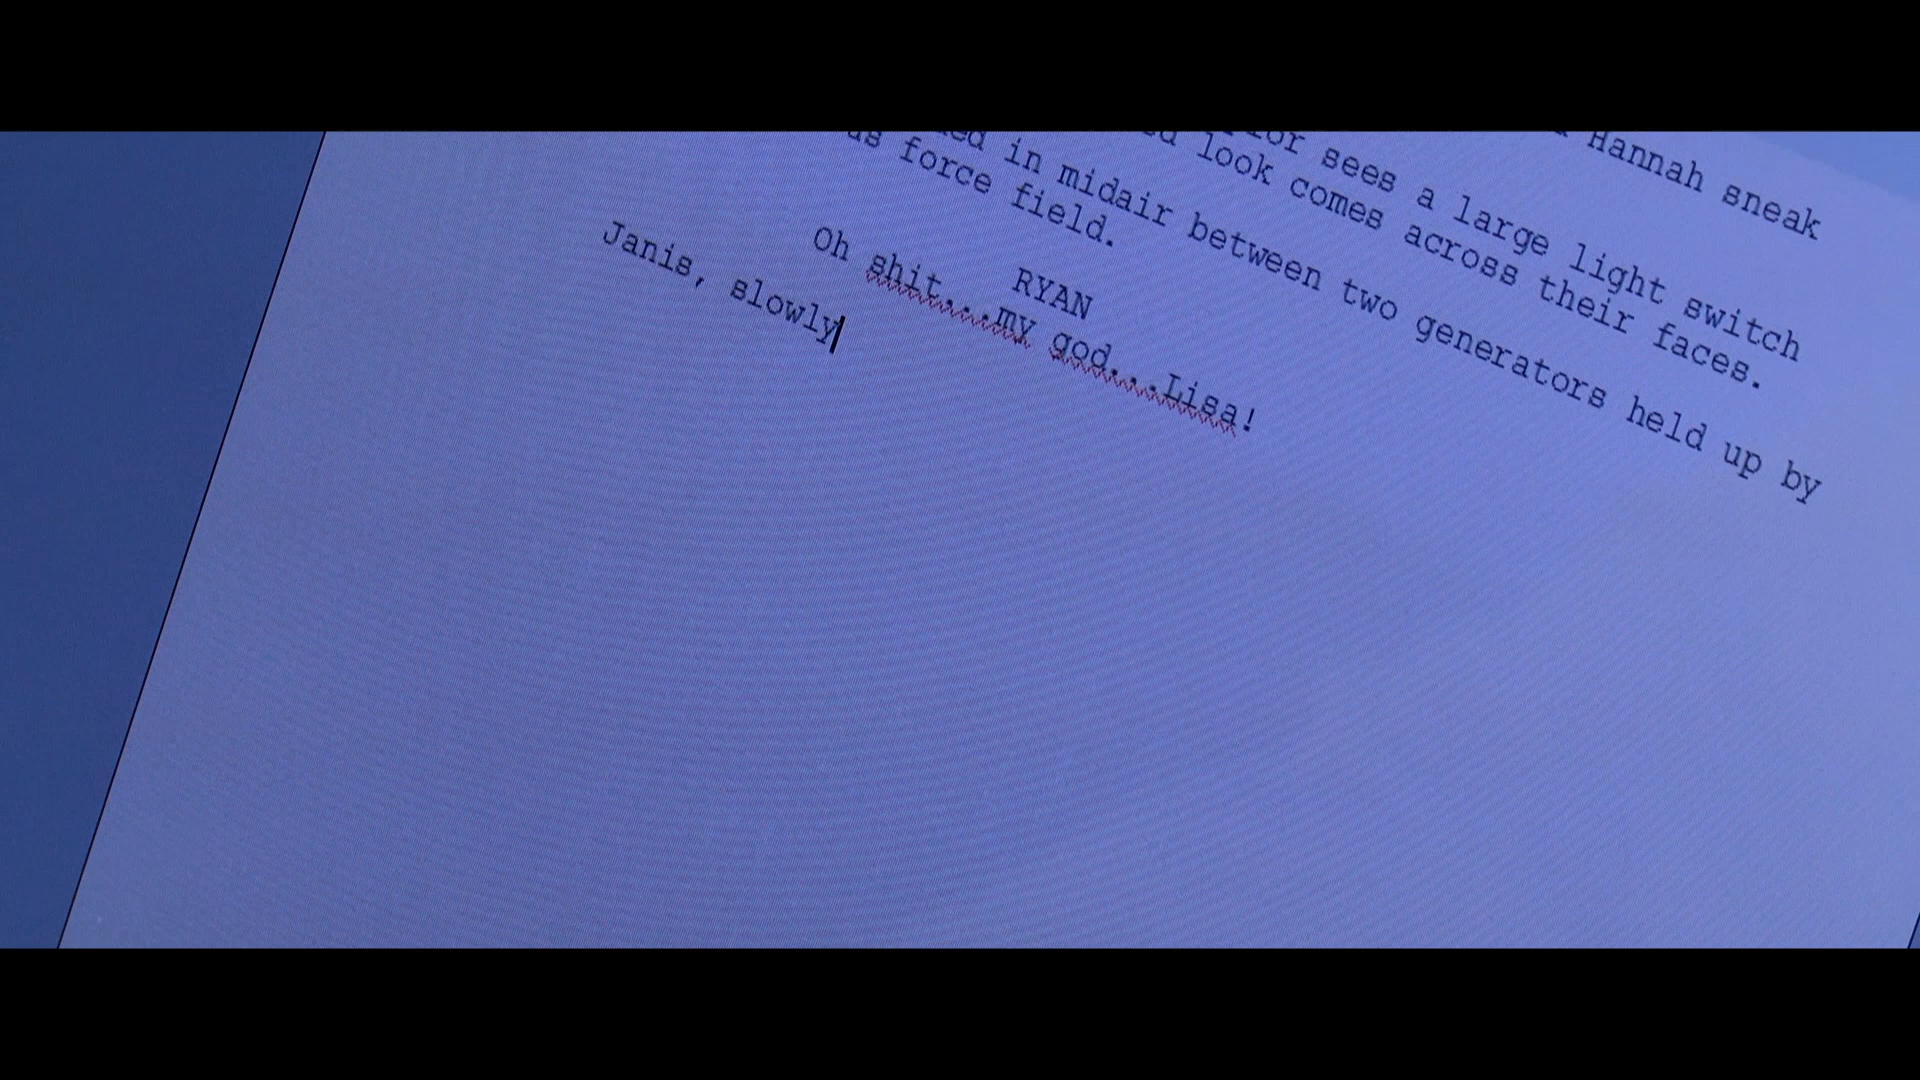 Hannah sneak
sees a large light switch
look comes across their faces.
in midair between two generators held up by
force field.
RYAN
Oh shit...my god...Lisa!
Janis, slowly